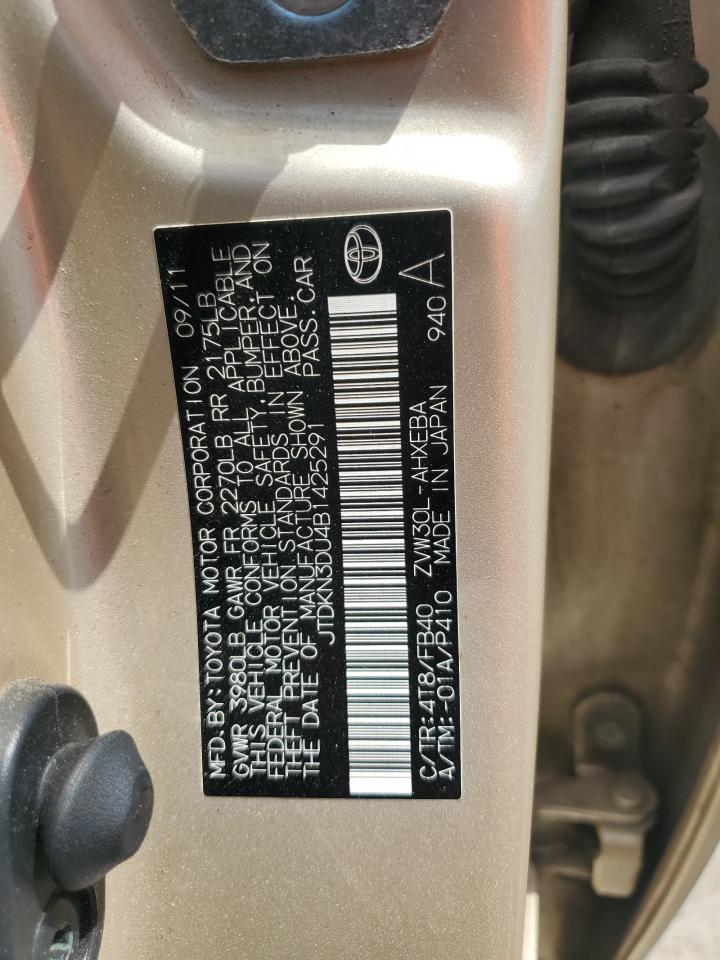 MFD. BY: TOYOTA MOTOR CORPORATION 09/11
GVWR 3980LB GAWR FR 2270LB RR 2175LB
THIS VEHICLE CONFORMS TO ALL APPLICABLE
FEDERAL MOTOR VEHICLE SAFETY, BUMPER, AND
THEFT PREVENTION STANDARDS IN EFFECT ON
THE DATE OF MANUFACTURE SHOWN ABOVE.
JTDKN3DU4B1425291 PASS. CAR
C/TR: 4T8/FB40 ZVW30L-AHXEBA
A/TM: -01A/P410 MADE IN JAPAN 940 A